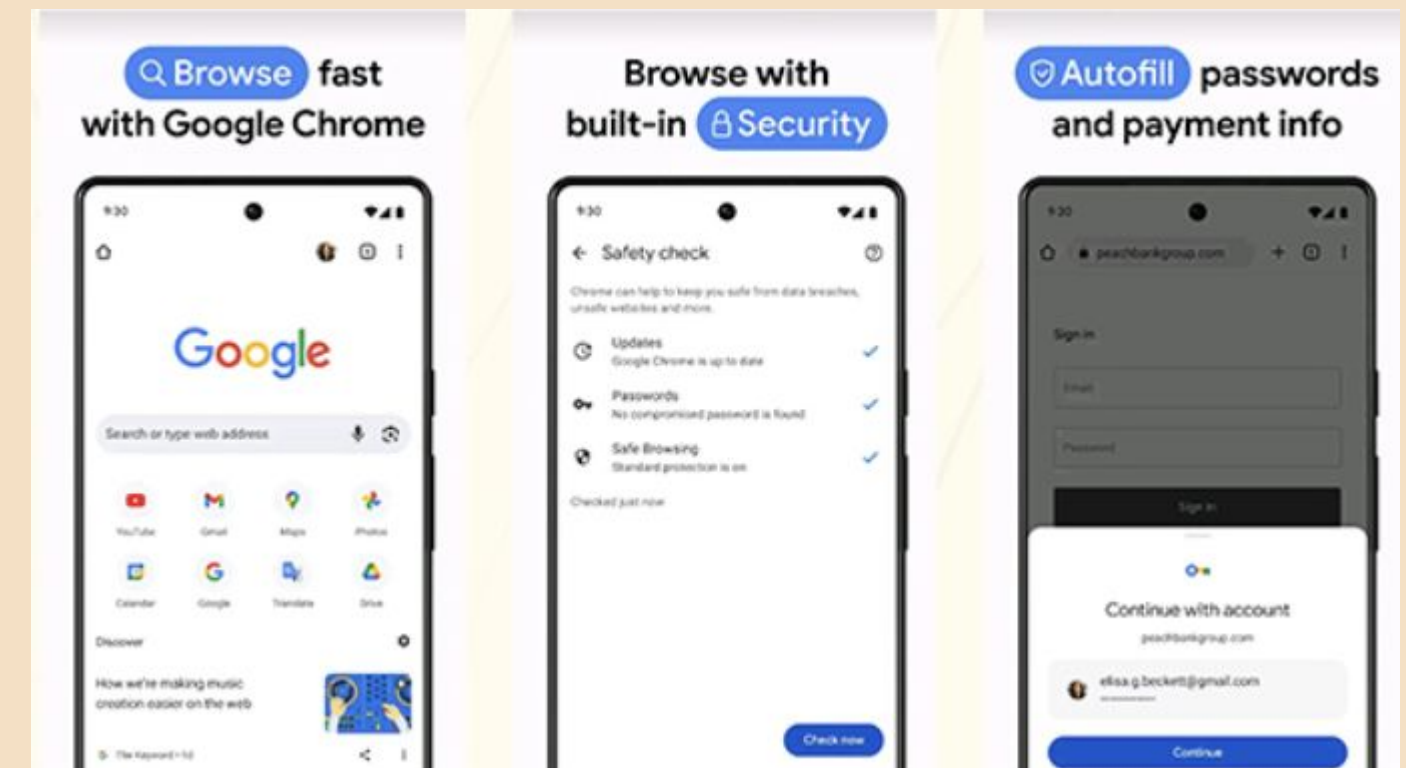 Browse fast
with Google Chrome
9:30
Google
Search or type web address
YouTube
Gmail
Maps
Photos
Calendar
Google
Translate
Drive
Discover
How we're making music
creation easier on the web
The Keyword • 1d
Browse with
built-in Security
9:30
Safety check
Chrome can help to keep you safe from data breaches,
unsafe websites and more.
Updates
Google Chrome is up to date
Passwords
No compromised password is found
Safe Browsing
Standard protection is on
Checked just now
Check now
Autofill passwords
and payment info
9:30
peachbankgroup.com
Sign in
Email
Password
Sign in
Continue with account
peachbankgroup.com
elisa.g.beckett@gmail.com
Continue